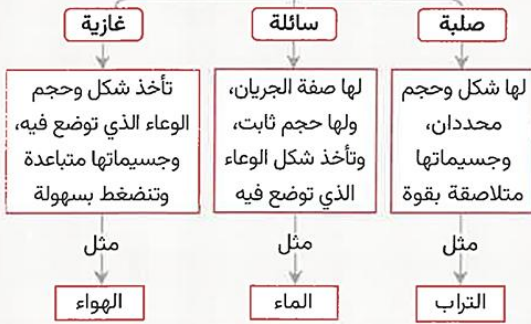 صلبة
سائلة
غازية
لها شكل وحجم
محددان،
وجسيماتها
متلاصقة بقوة
لها صفة الجريان،
ولها حجم ثابت،
وتأخذ شكل الوعاء
الذي توضع فيه
تأخذ شكل وحجم
الوعاء الذي توضع فيه،
وجسيماتها متباعدة
وتنضغط بسهولة
مثل
مثل
مثل
التراب
الماء
الهواء